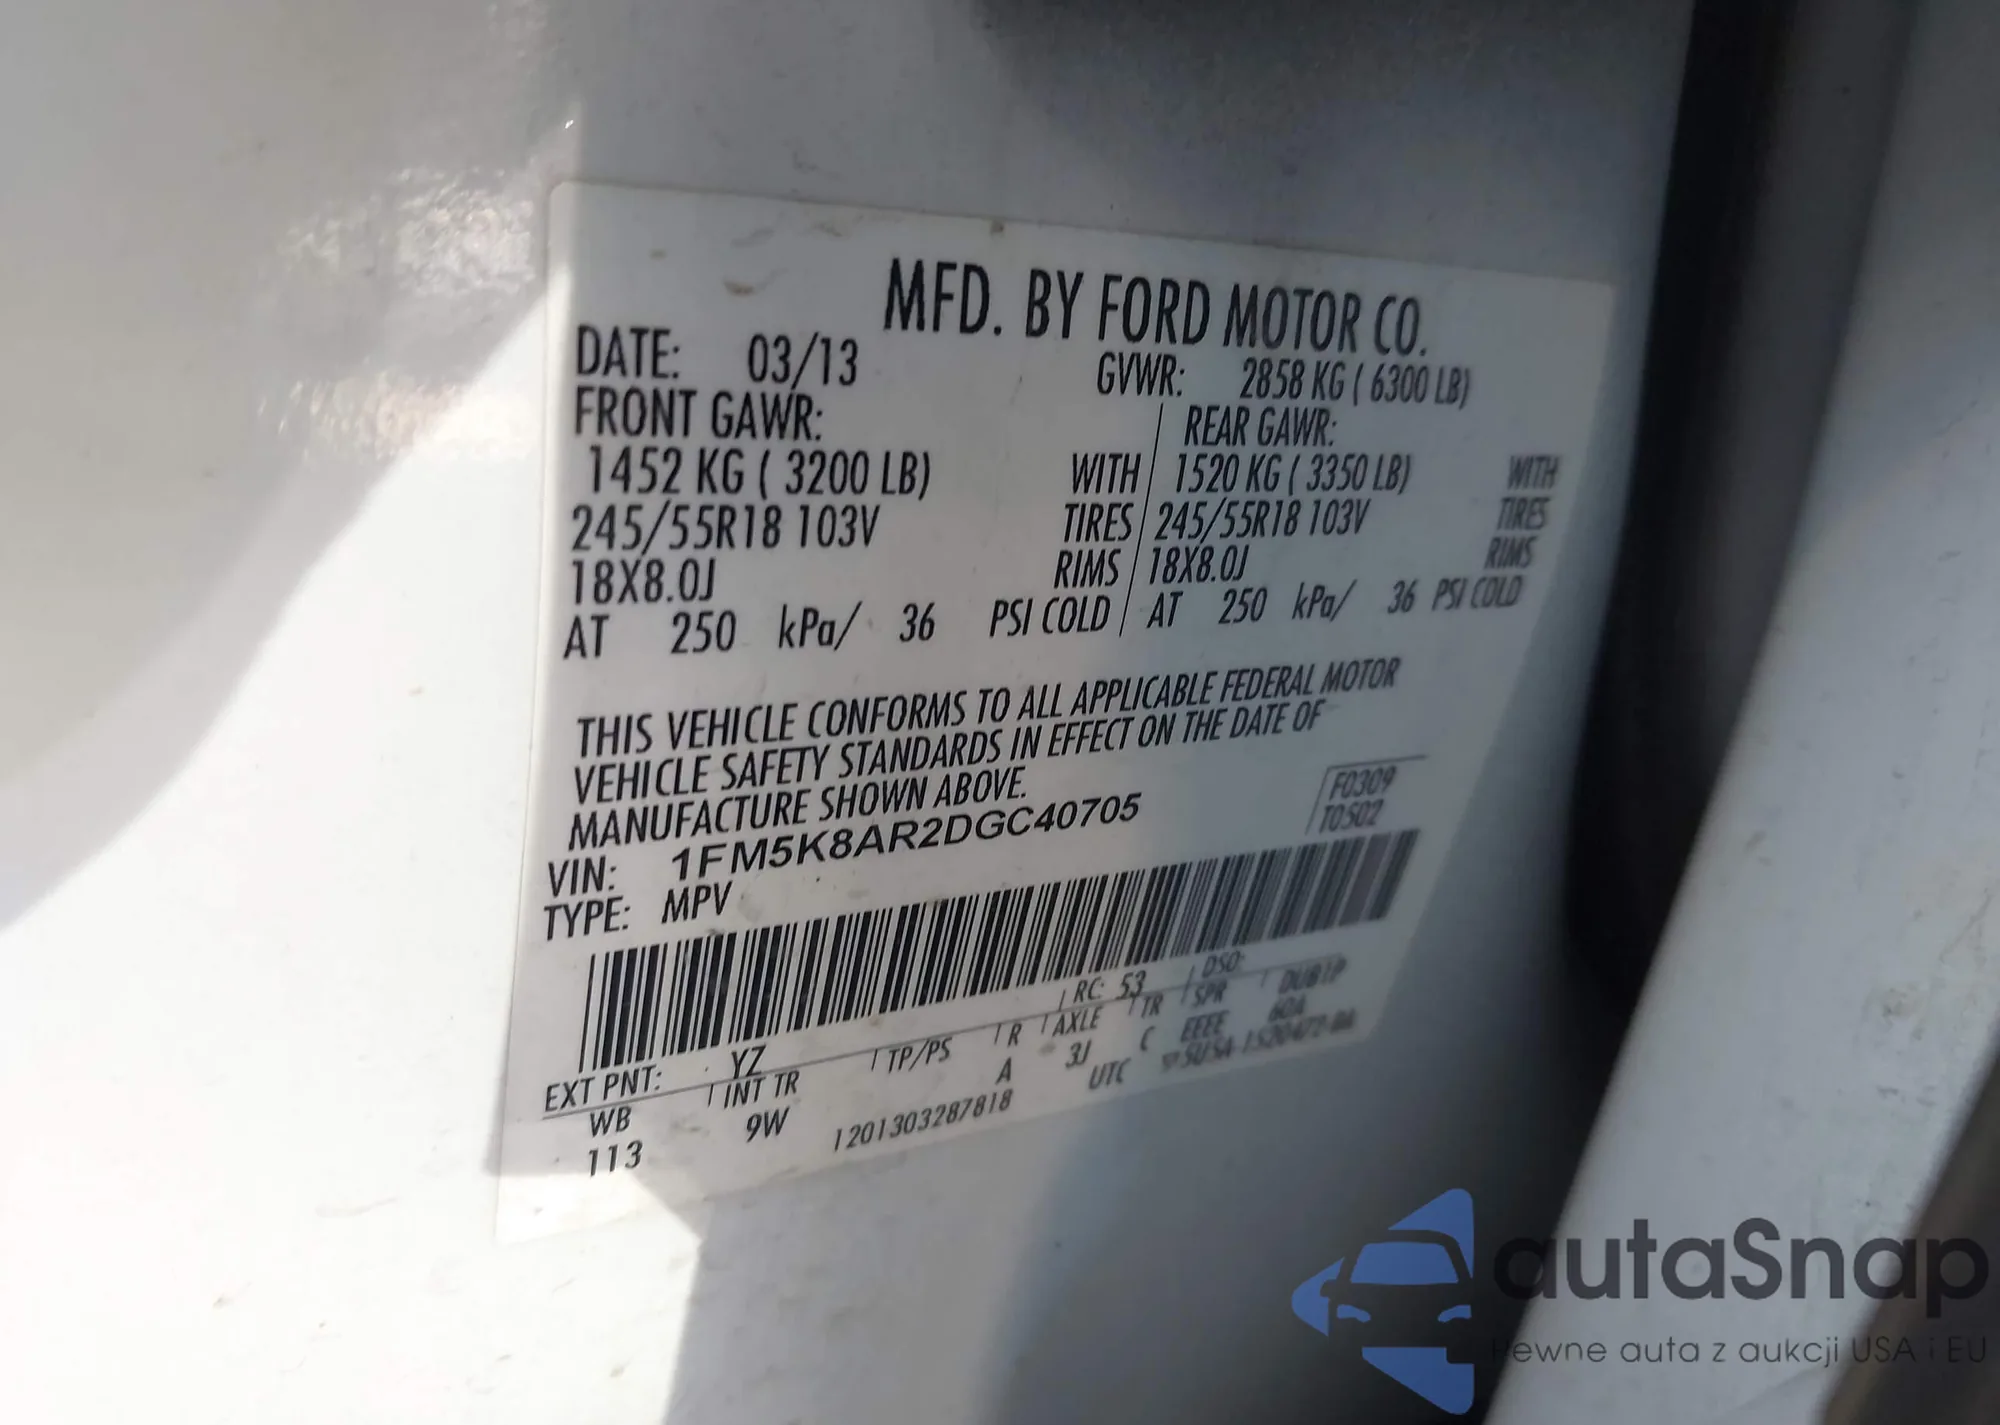 MFD. BY FORD MOTOR CO.
DATE: 03/13 GVWR: 2858 KG ( 6300 LB)
FRONT GAWR: REAR GAWR:
1452 KG ( 3200 LB) WITH 1520 KG ( 3350 LB) WITH
245/55R18 103V TIRES 245/55R18 103V TIRES
18X8.0J RIMS 18X8.0J RIMS
AT 250 kPa/ 36 PSI COLD AT 250 kPa/ 36 PSI COLD
THIS VEHICLE CONFORMS TO ALL APPLICABLE FEDERAL MOTOR
VEHICLE SAFETY STANDARDS IN EFFECT ON THE DATE OF
MANUFACTURE SHOWN ABOVE.
F0309
T0502
VIN: 1FM5K8AR2DGC40705
TYPE: MPV
EXT PNT: YZ RC: 53 DSO:
WB INT TR TP/PS R AXLE TR SPR DUB1P
113 9W A 3J C EEEE 60A
1201303287818 UTC
autaSnap
Pewne auta z aukcji USA i EU